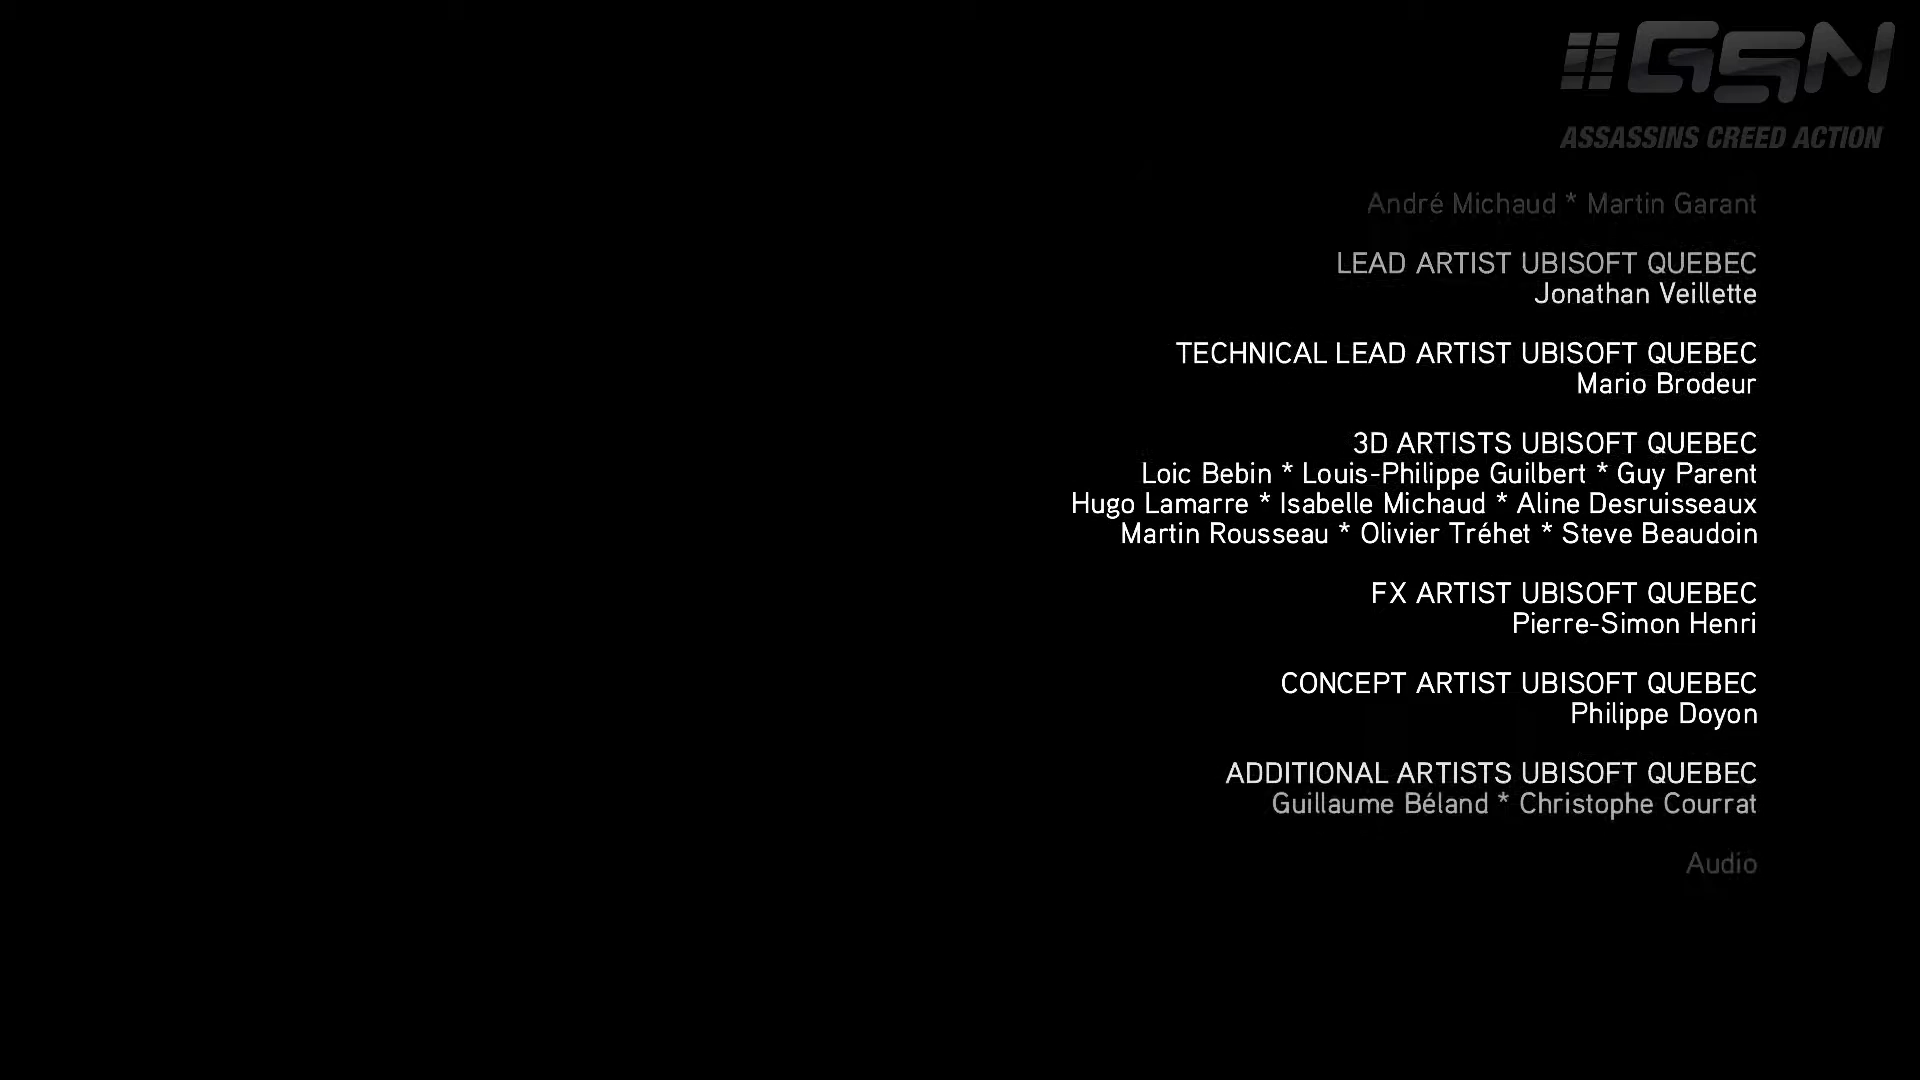 GSN
ASSASSINS CREED ACTION
André Michaud * Martin Garant
LEAD ARTIST UBISOFT QUEBEC
Jonathan Veillette
TECHNICAL LEAD ARTIST UBISOFT QUEBEC
Mario Brodeur
3D ARTISTS UBISOFT QUEBEC
Loic Bebin * Louis-Philippe Guilbert * Guy Parent
Hugo Lamarre * Isabelle Michaud * Aline Desruisseaux
Martin Rousseau * Olivier Tréhet * Steve Beaudoin
FX ARTIST UBISOFT QUEBEC
Pierre-Simon Henri
CONCEPT ARTIST UBISOFT QUEBEC
Philippe Doyon
ADDITIONAL ARTISTS UBISOFT QUEBEC
Guillaume Béland * Christophe Courrat
Audio